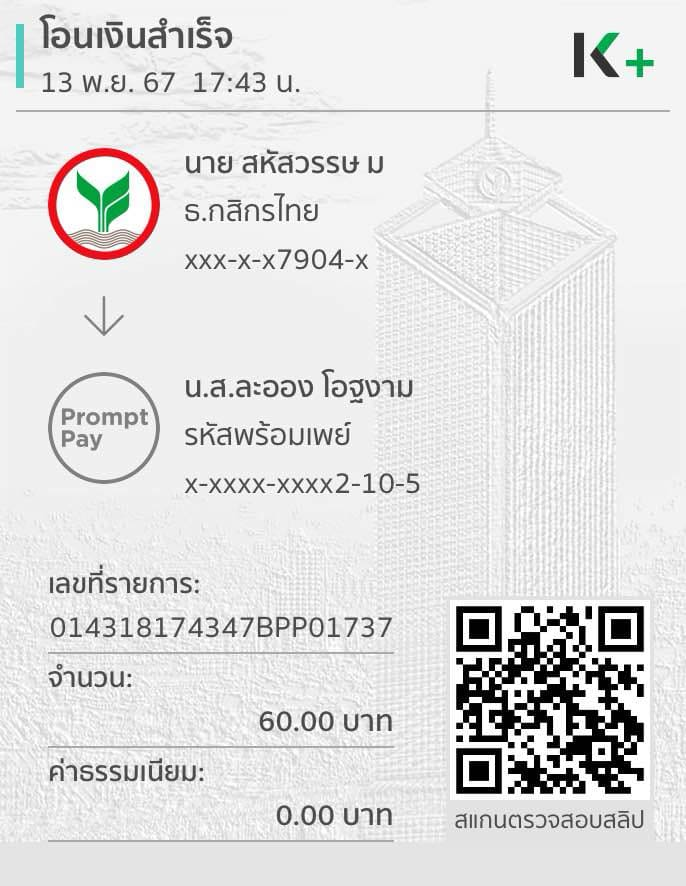 โอนเงินสำเร็จ
13 พ.ย. 67 17:43 น.
K+
นาย สหัสวรรษ ม
ธ.กสิกรไทย
xxx-x-x7904-x
Prompt
Pay
น.ส.ละออง โอฐงาม
รหัสพร้อมเพย์
x-xxxx-xxxx2-10-5
เลขที่รายการ:
014318174347BPP01737
จำนวน:
60.00 บาท
ค่าธรรมเนียม:
0.00 บาท
สแกนตรวจสอบสลิป